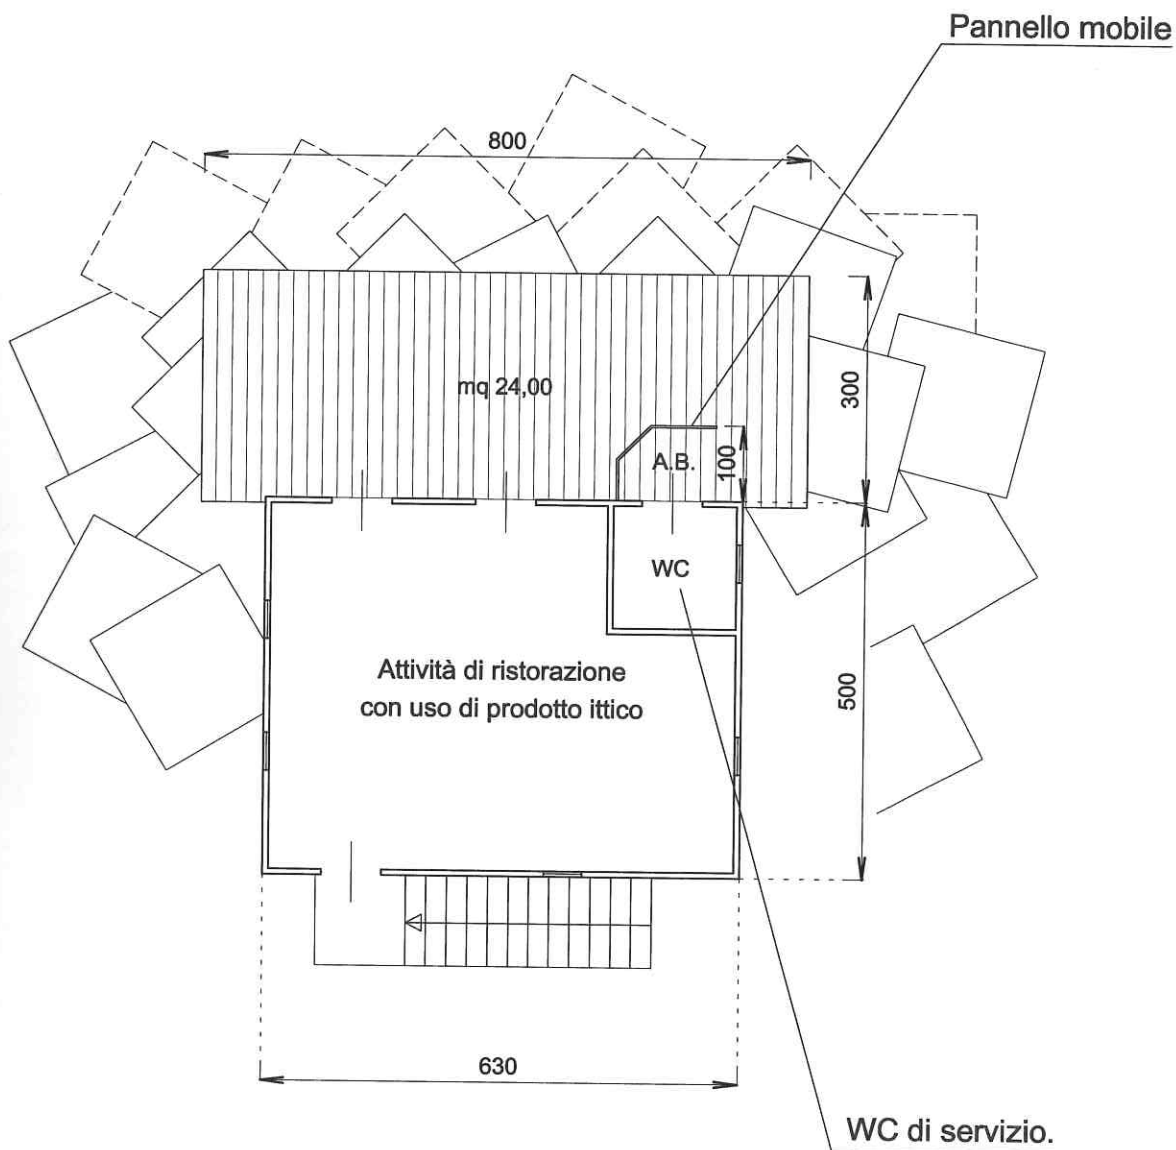 Pannello mobile
800
mq 24,00
300
A.B.
100
WC
Attività di ristorazione
con uso di prodotto ittico
500
630
WC di servizio.